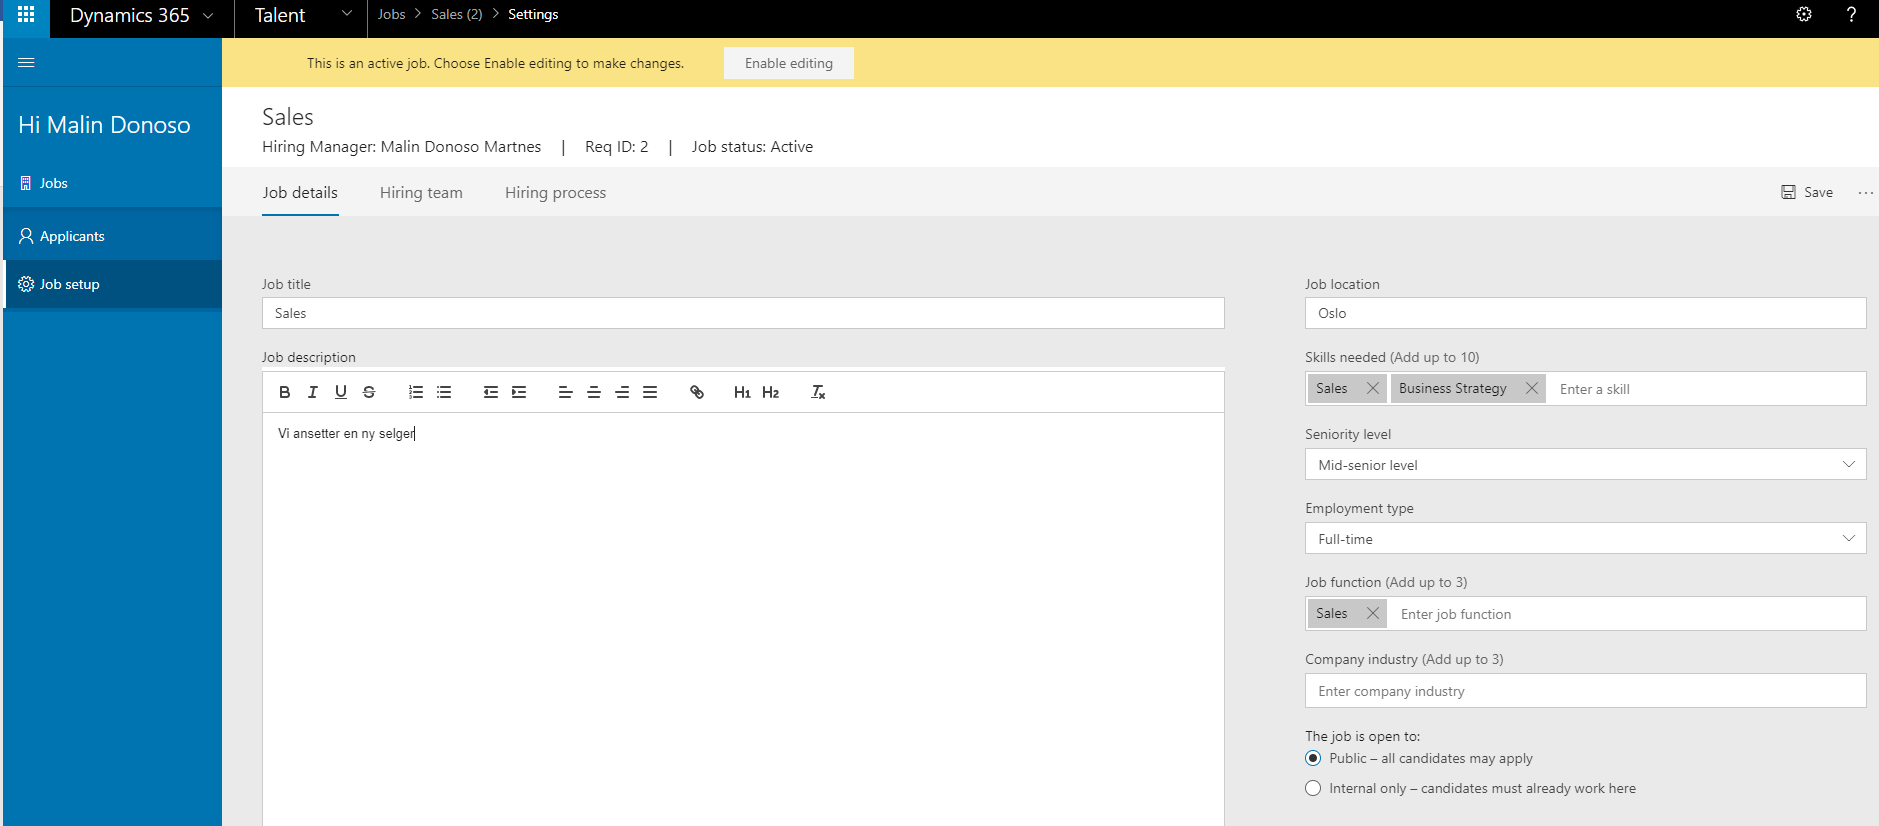 Dynamics 365 Talent Jobs > Sales (2) > Settings ?
This is an active job. Choose Enable editing to make changes. Enable editing
Hi Malin Donoso
Jobs
Applicants
Job setup
Sales
Hiring Manager: Malin Donoso Martnes | Req ID: 2 | Job status: Active
Job details Hiring team Hiring process Save ...
Job title
Sales
Job description
B I U S H1 H2 Tx
Vi ansetter en ny selger
Job location
Oslo
Skills needed (Add up to 10)
Sales Business Strategy Enter a skill
Seniority level
Mid-senior level
Employment type
Full-time
Job function (Add up to 3)
Sales Enter job function
Company industry (Add up to 3)
Enter company industry
The job is open to:
Public – all candidates may apply
Internal only – candidates must already work here